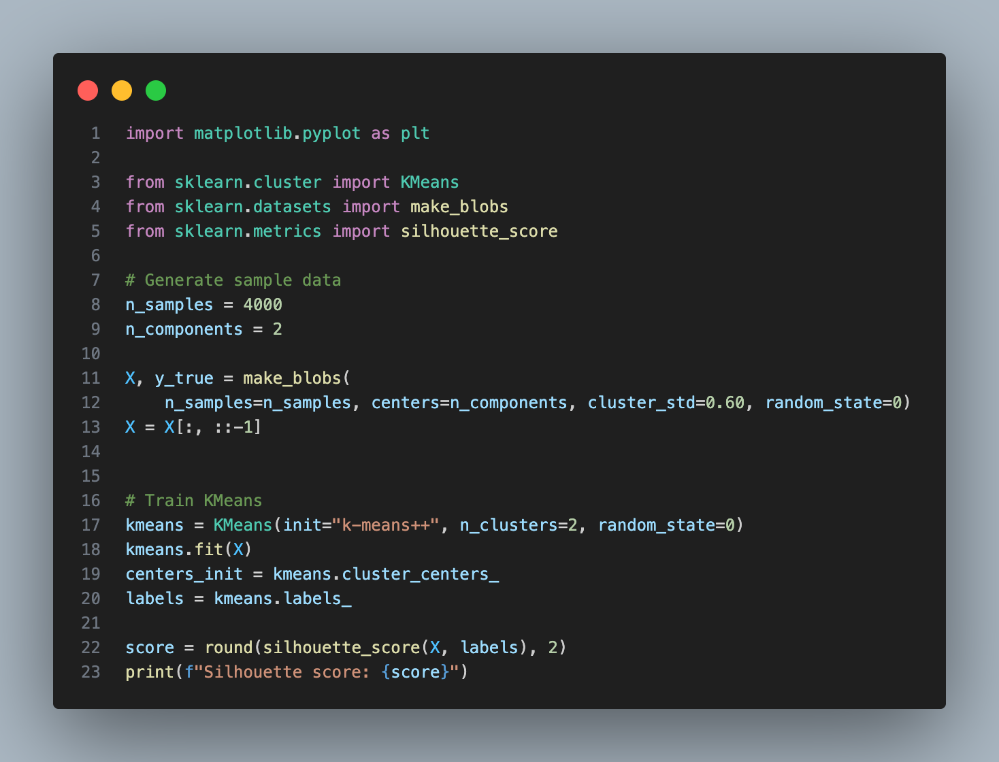 1 import matplotlib.pyplot as plt
2
3 from sklearn.cluster import KMeans
4 from sklearn.datasets import make_blobs
5 from sklearn.metrics import silhouette_score
6
7 # Generate sample data
8 n_samples = 4000
9 n_components = 2
10
11 X, y_true = make_blobs(
12     n_samples=n_samples, centers=n_components, cluster_std=0.60, random_state=0)
13 X = X[:, ::-1]
14
15
16 # Train KMeans
17 kmeans = KMeans(init="k-means++", n_clusters=2, random_state=0)
18 kmeans.fit(X)
19 centers_init = kmeans.cluster_centers_
20 labels = kmeans.labels_
21
22 score = round(silhouette_score(X, labels), 2)
23 print(f"Silhouette score: {score}")